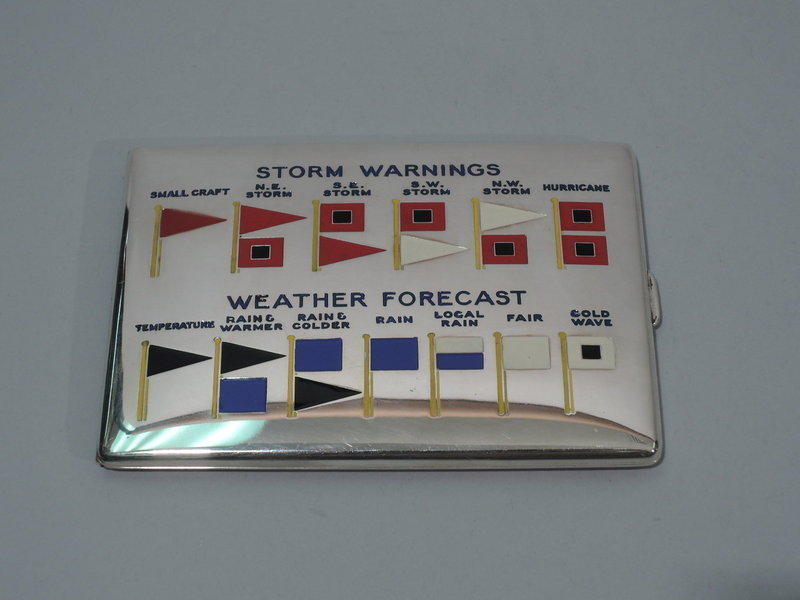 STORM WARNINGS
SMALL CRAFT
N.E. STORM
S.E. STORM
S.W. STORM
N.W. STORM
HURRICANE
WEATHER FORECAST
TEMPERATURE
RAIN & WARMER
RAIN & COLDER
RAIN
LOCAL RAIN
FAIR
COLD WAVE